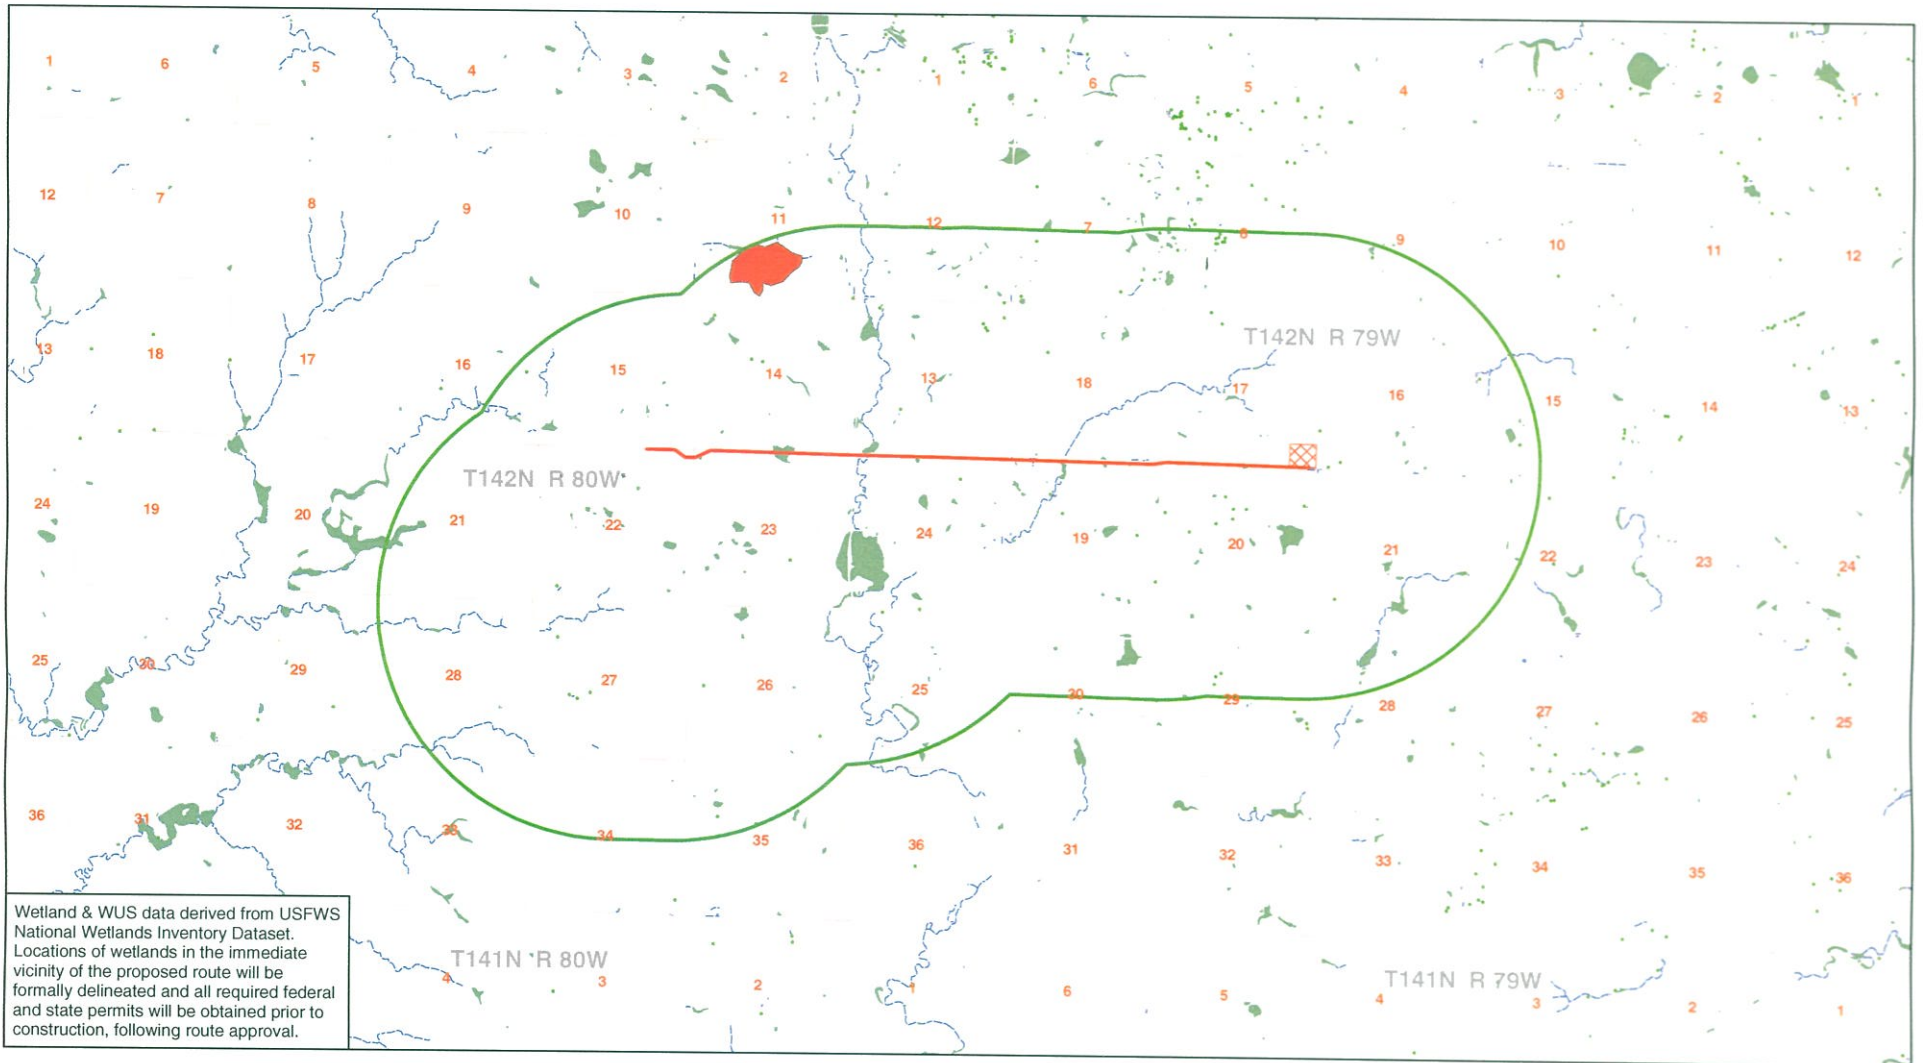 1 6 5 4 3 2 1 6 5 4 3 2 1
12 7 8 9 10 11 12 7 8 9 10 11 12
T142N R 79W
13 18 17 16 15 14 13 18 17 16 15 14 13
T142N R 80W
24 19 20 21 22 23 24 19 20 21 22 23 24
25 30 29 28 27 26 25 30 29 28 27 26 25
36 31 32 33 34 35 36 31 32 33 34 35 36
T141N R 80W
T141N R 79W
4 3 2 1 6 5 4 3 2 1
Wetland & WUS data derived from USFWS
National Wetlands Inventory Dataset.
Locations of wetlands in the immediate
vicinity of the proposed route will be
formally delineated and all required federal
and state permits will be obtained prior to
construction, following route approval.